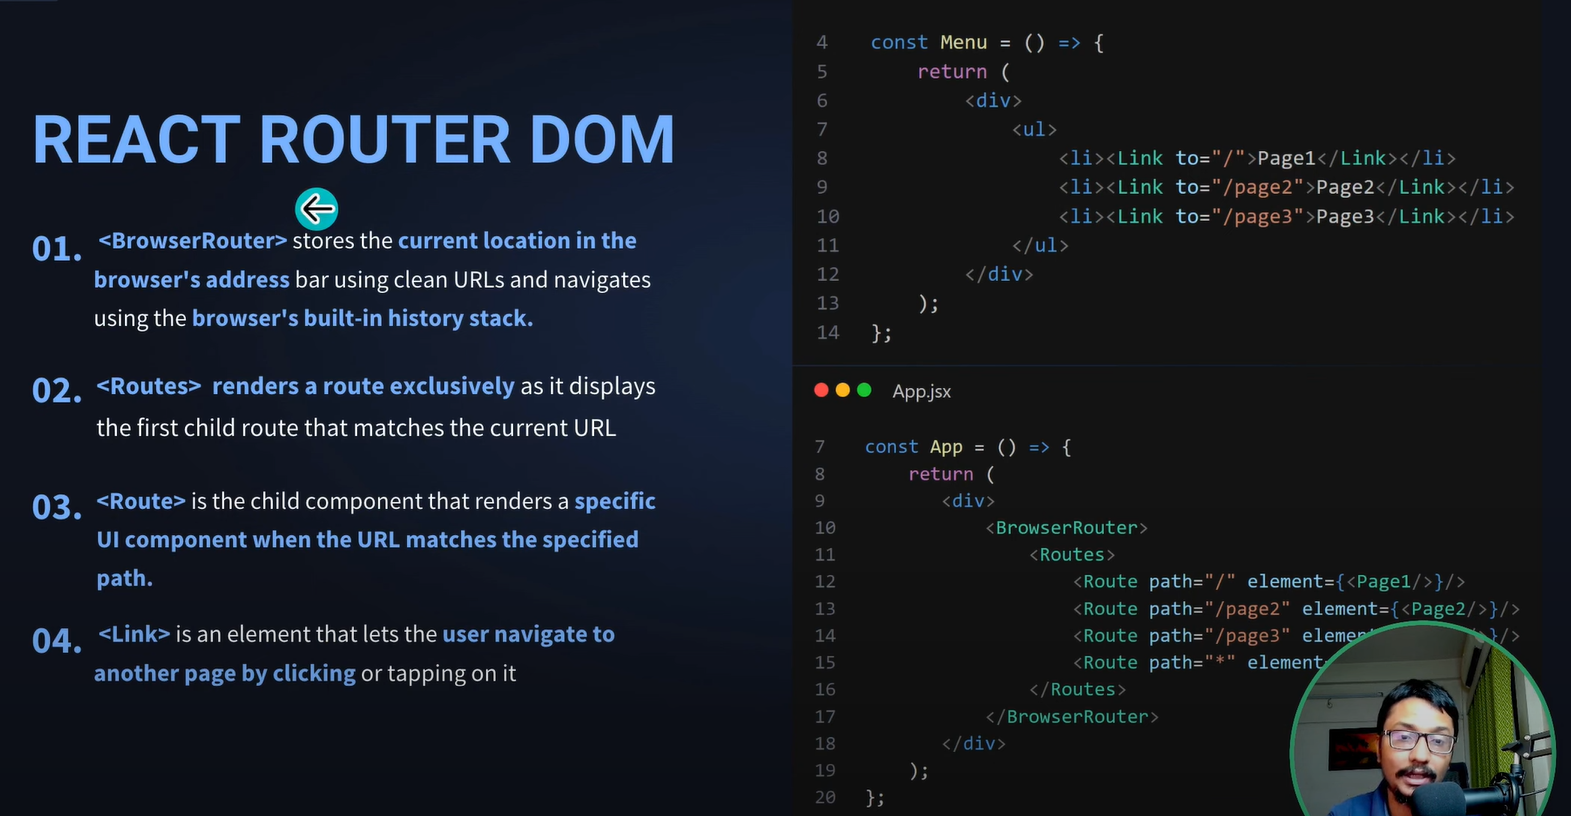 REACT ROUTER DOM
01. <BrowserRouter> stores the current location in the
browser's address bar using clean URLs and navigates
using the browser's built-in history stack.
02. <Routes> renders a route exclusively as it displays
the first child route that matches the current URL
03. <Route> is the child component that renders a specific
UI component when the URL matches the specified
path.
04. <Link> is an element that lets the user navigate to
another page by clicking or tapping on it
4 const Menu = () => {
5 return (
6 <div>
7 <ul>
8 <li><Link to="/">Page1</Link></li>
9 <li><Link to="/page2">Page2</Link></li>
10 <li><Link to="/page3">Page3</Link></li>
11 </ul>
12 </div>
13 );
14 };
App.jsx
7 const App = () => {
8 return (
9 <div>
10 <BrowserRouter>
11 <Routes>
12 <Route path="/" element={<Page1/>}/>
13 <Route path="/page2" element={<Page2/>}/>
14 <Route path="/page3" />}/>
15 <Route path="*" element
16 </Routes>
17 </BrowserRouter>
18 </div>
19 );
20 };